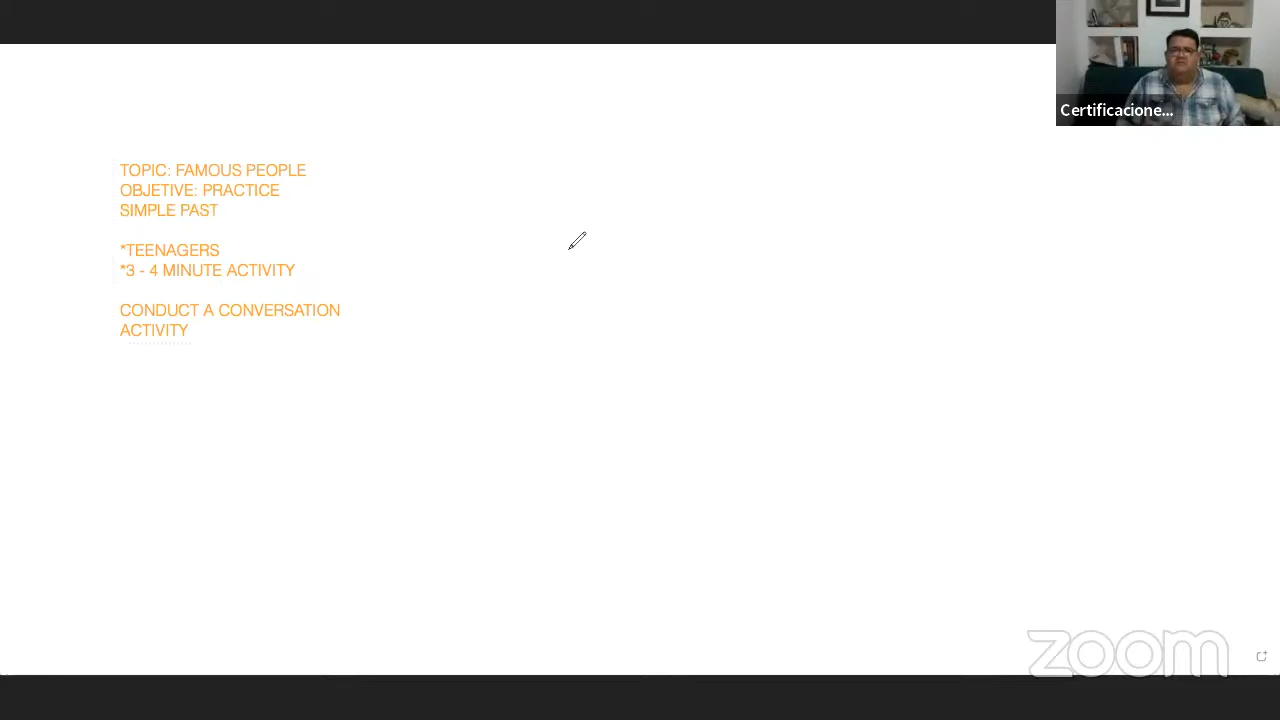 Certificacione...
TOPIC: FAMOUS PEOPLE
OBJETIVE: PRACTICE
SIMPLE PAST
*TEENAGERS
*3 - 4 MINUTE ACTIVITY
CONDUCT A CONVERSATION
ACTIVITY
zoom